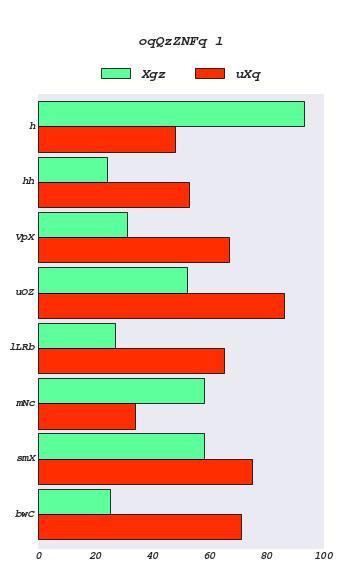 oqQzZNFq 1
Xgz uXq
h
hh
VpX
uOZ
lLRb
mNc
smX
bwC
0 20 40 60 80 100